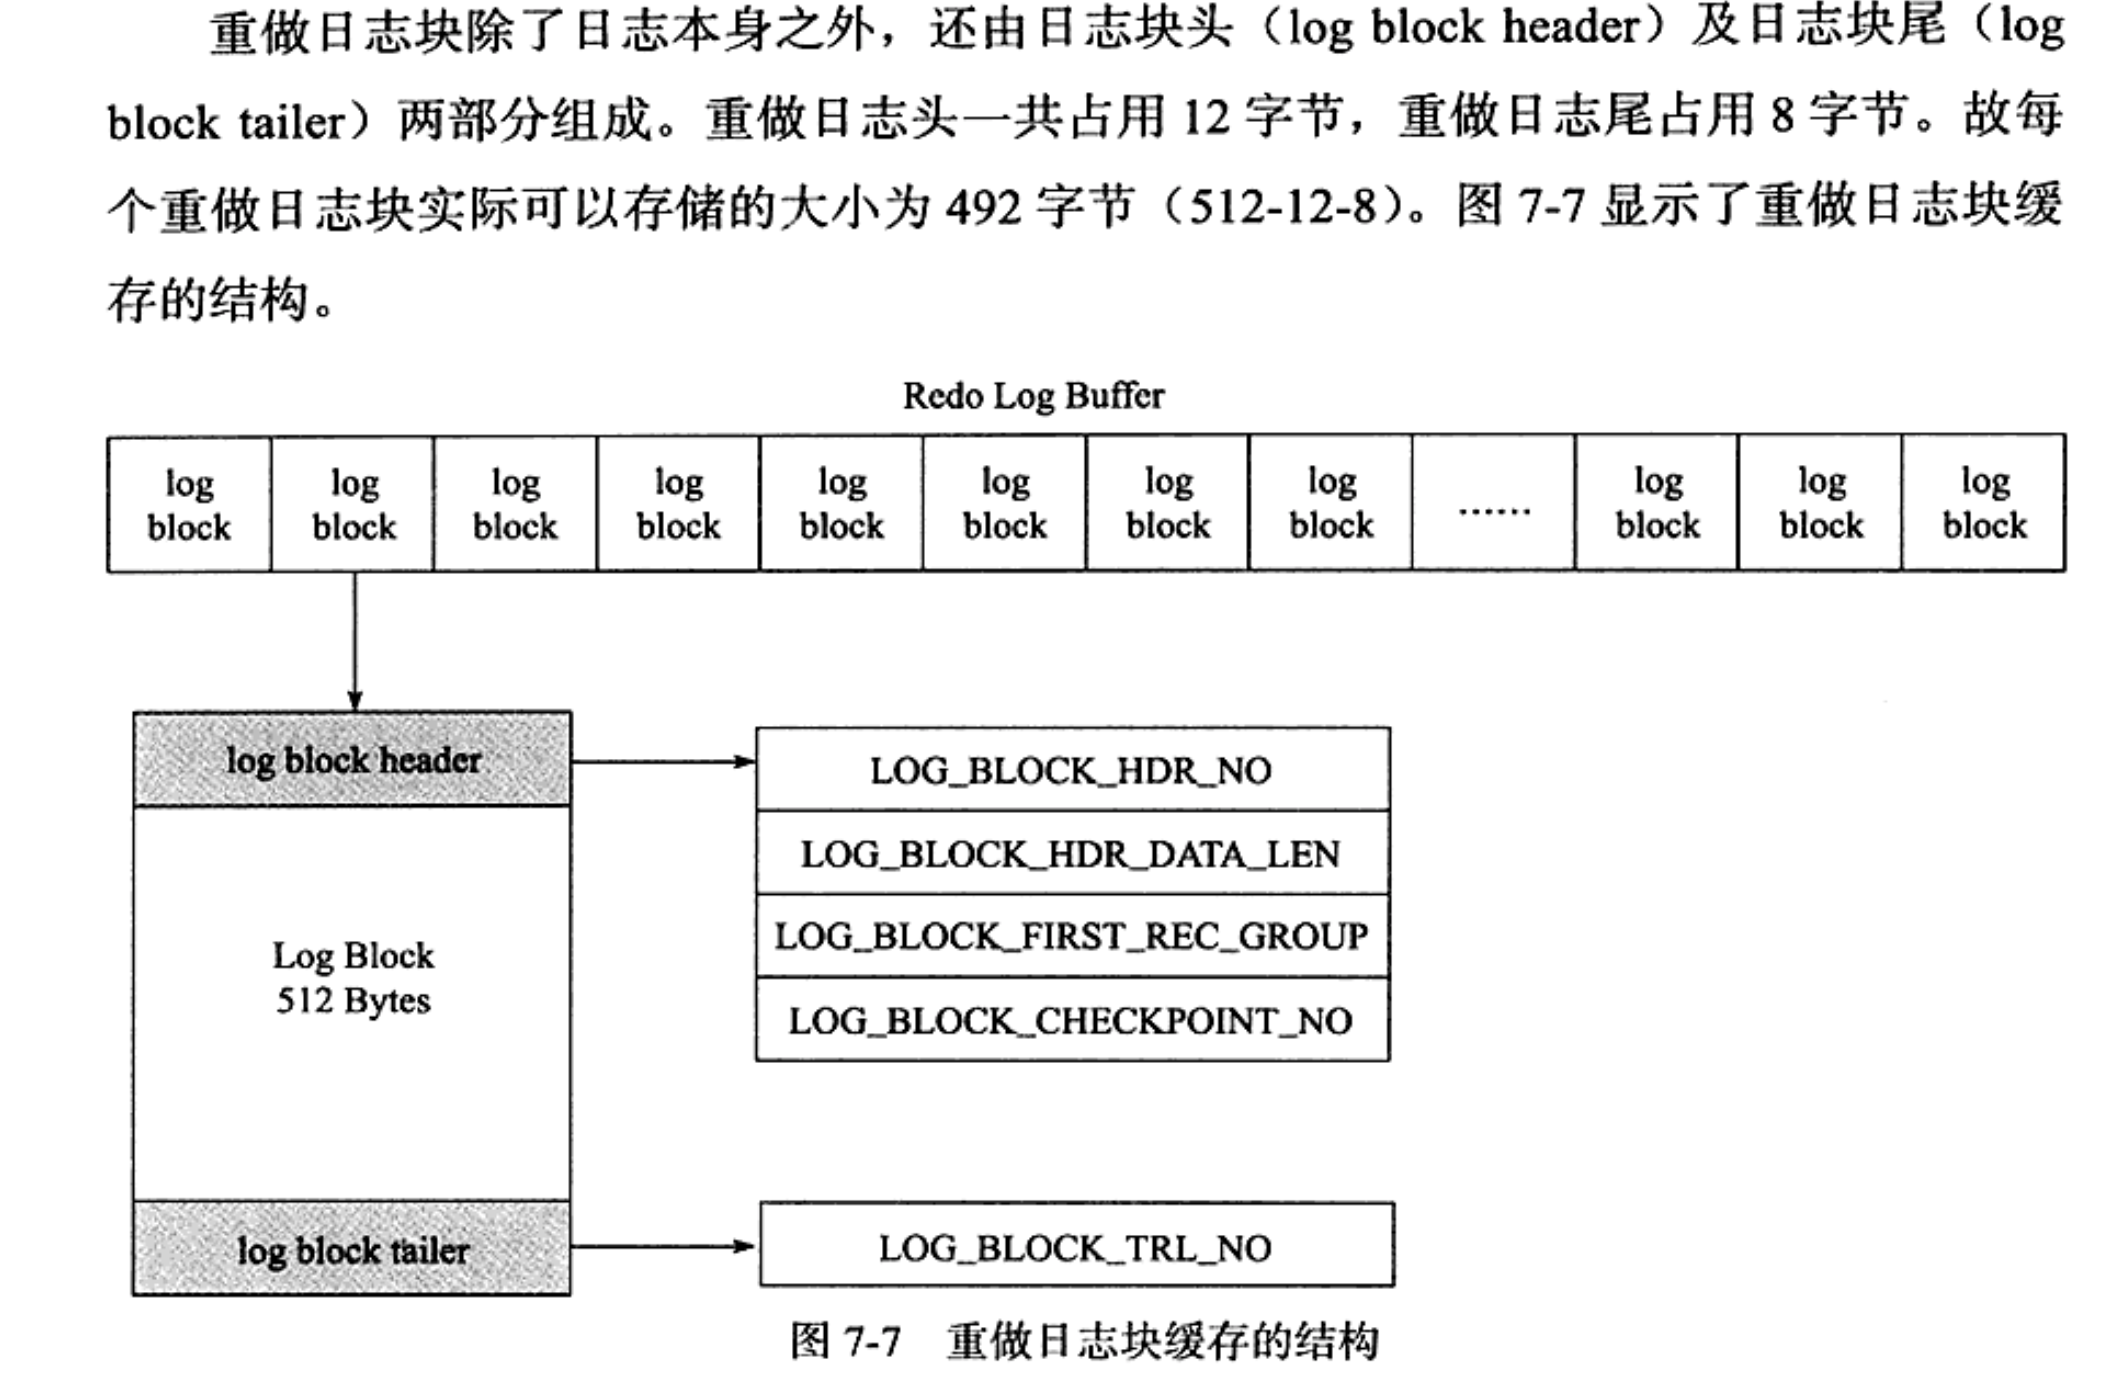 重做日志块除了日志本身之外，还由日志块头（log block header）及日志块尾（log
block tailer）两部分组成。重做日志头一共占用 12 字节，重做日志尾占用 8 字节。故每
个重做日志块实际可以存储的大小为 492 字节（512-12-8）。图 7-7 显示了重做日志块缓
存的结构。
Redo Log Buffer
log block
log block
log block
log block
log block
log block
log block
log block
......
log block
log block
log block
log block header
LOG_BLOCK_HDR_NO
LOG_BLOCK_HDR_DATA_LEN
LOG_BLOCK_FIRST_REC_GROUP
LOG_BLOCK_CHECKPOINT_NO
Log Block
512 Bytes
log block tailer
LOG_BLOCK_TRL_NO
图 7-7 重做日志块缓存的结构